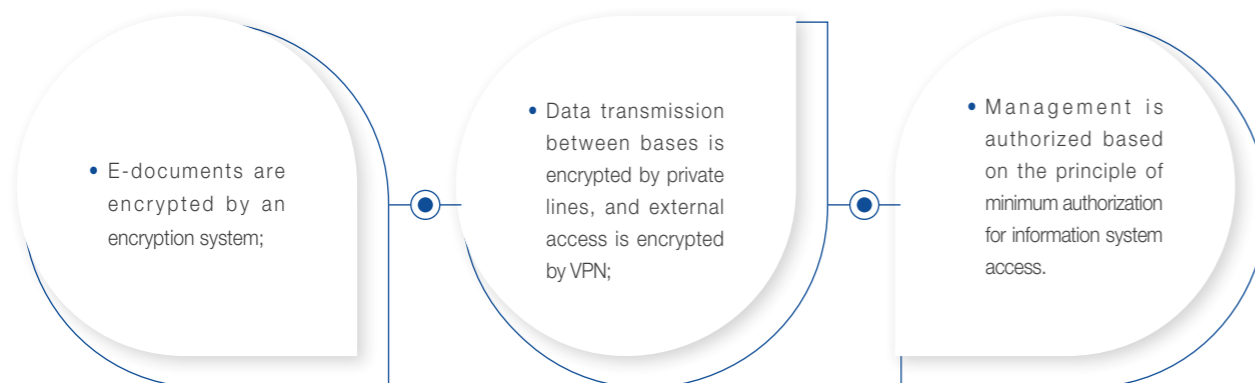 • E-documents are
encrypted by an
encryption system;
• Data transmission
between bases is
encrypted by private
lines, and external
access is encrypted
by VPN;
• Management is
authorized based
on the principle of
minimum authorization
for information system
access.